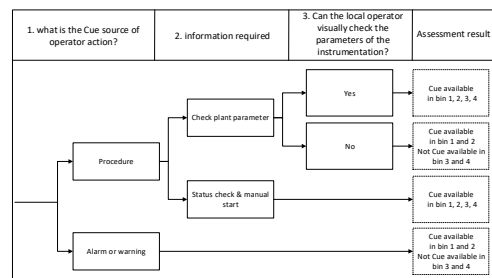 1. what is the Cue source of
operator action?
2. information required
3. Can the local operator
visually check the
parameters of the
instrumentation?
Assessment result
Yes
Cue available
in bin 1, 2, 3, 4
Check plant parameter
No
Cue available
in bin 1 and 2
Not Cue available in
bin 3 and 4
Procedure
Status check & manual
start
Cue available
in bin 1, 2, 3, 4
Alarm or warning
Cue available
in bin 1 and 2
Not Cue available in
bin 3 and 4